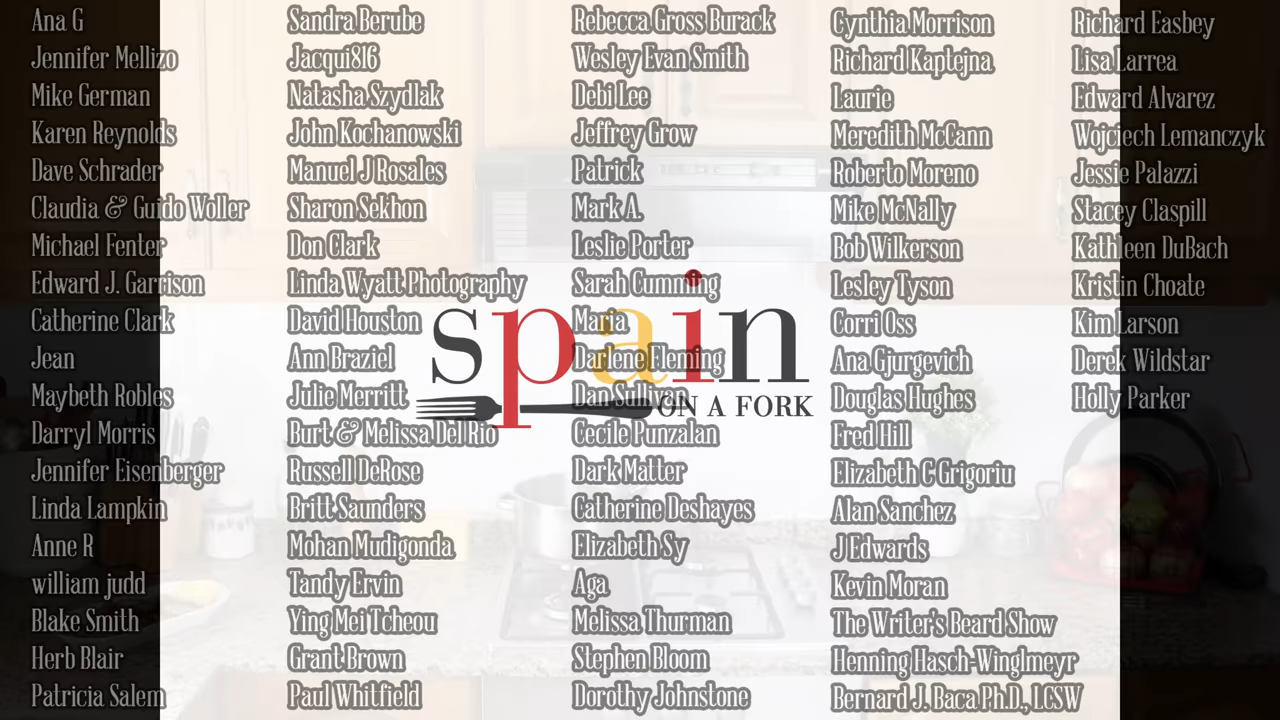 Ana G
Jennifer Mellizo
Mike German
Karen Reynolds
Dave Schrader
Claudia & Guido Woller
Michael Fenter
Edward J. Garrison
Catherine Clark
Jean
Maybeth Robles
Darryl Morris
Jennifer Eisenberger
Linda Lampkin
Anne R
william judd
Blake Smith
Herb Blair
Patricia Salem
Sandra Berube
Jacqui816
Natasha Szydlak
John Kochanowski
Manuel J Rosales
Sharon Sekhon
Don Clark
Linda Wyatt Photography
David Houston
Ann Braziel
Julie Merritt
Burt & Melissa Del Rio
Russell DeRose
Britt Saunders
Mohan Mudigonda
Tandy Ervin
Ying Mei Tcheou
Grant Brown
Paul Whitfield
Rebecca Gross Burack
Wesley Evan Smith
Debi Lee
Jeffrey Grow
Patrick
Mark A.
Leslie Porter
Sarah Cumming
Maria
Darlene Fleming
Dan Sullivan
Cecile Punzalan
Dark Matter
Catherine Deshayes
Elizabeth Sy
Aga
Melissa Thurman
Stephen Bloom
Dorothy Johnstone
spain
ON A FORK
Cynthia Morrison
Richard Kaptejna
Laurie
Meredith McCann
Roberto Moreno
Mike McNally
Bob Wilkerson
Lesley Tyson
Corri Oss
Ana Gjurgevich
Douglas Hughes
Fred Hill
Elizabeth C Grigoriu
Alan Sanchez
J Edwards
Kevin Moran
The Writer's Beard Show
Henning Hasch-Winglmeyr
Bernard J. Baca Ph.D., LCSW
Richard Easbey
Lisa Larrea
Edward Alvarez
Wojciech Lemanczyk
Jessie Palazzi
Stacey Claspill
Kathleen DuBach
Kristin Choate
Kim Larson
Derek Wildstar
Holly Parker